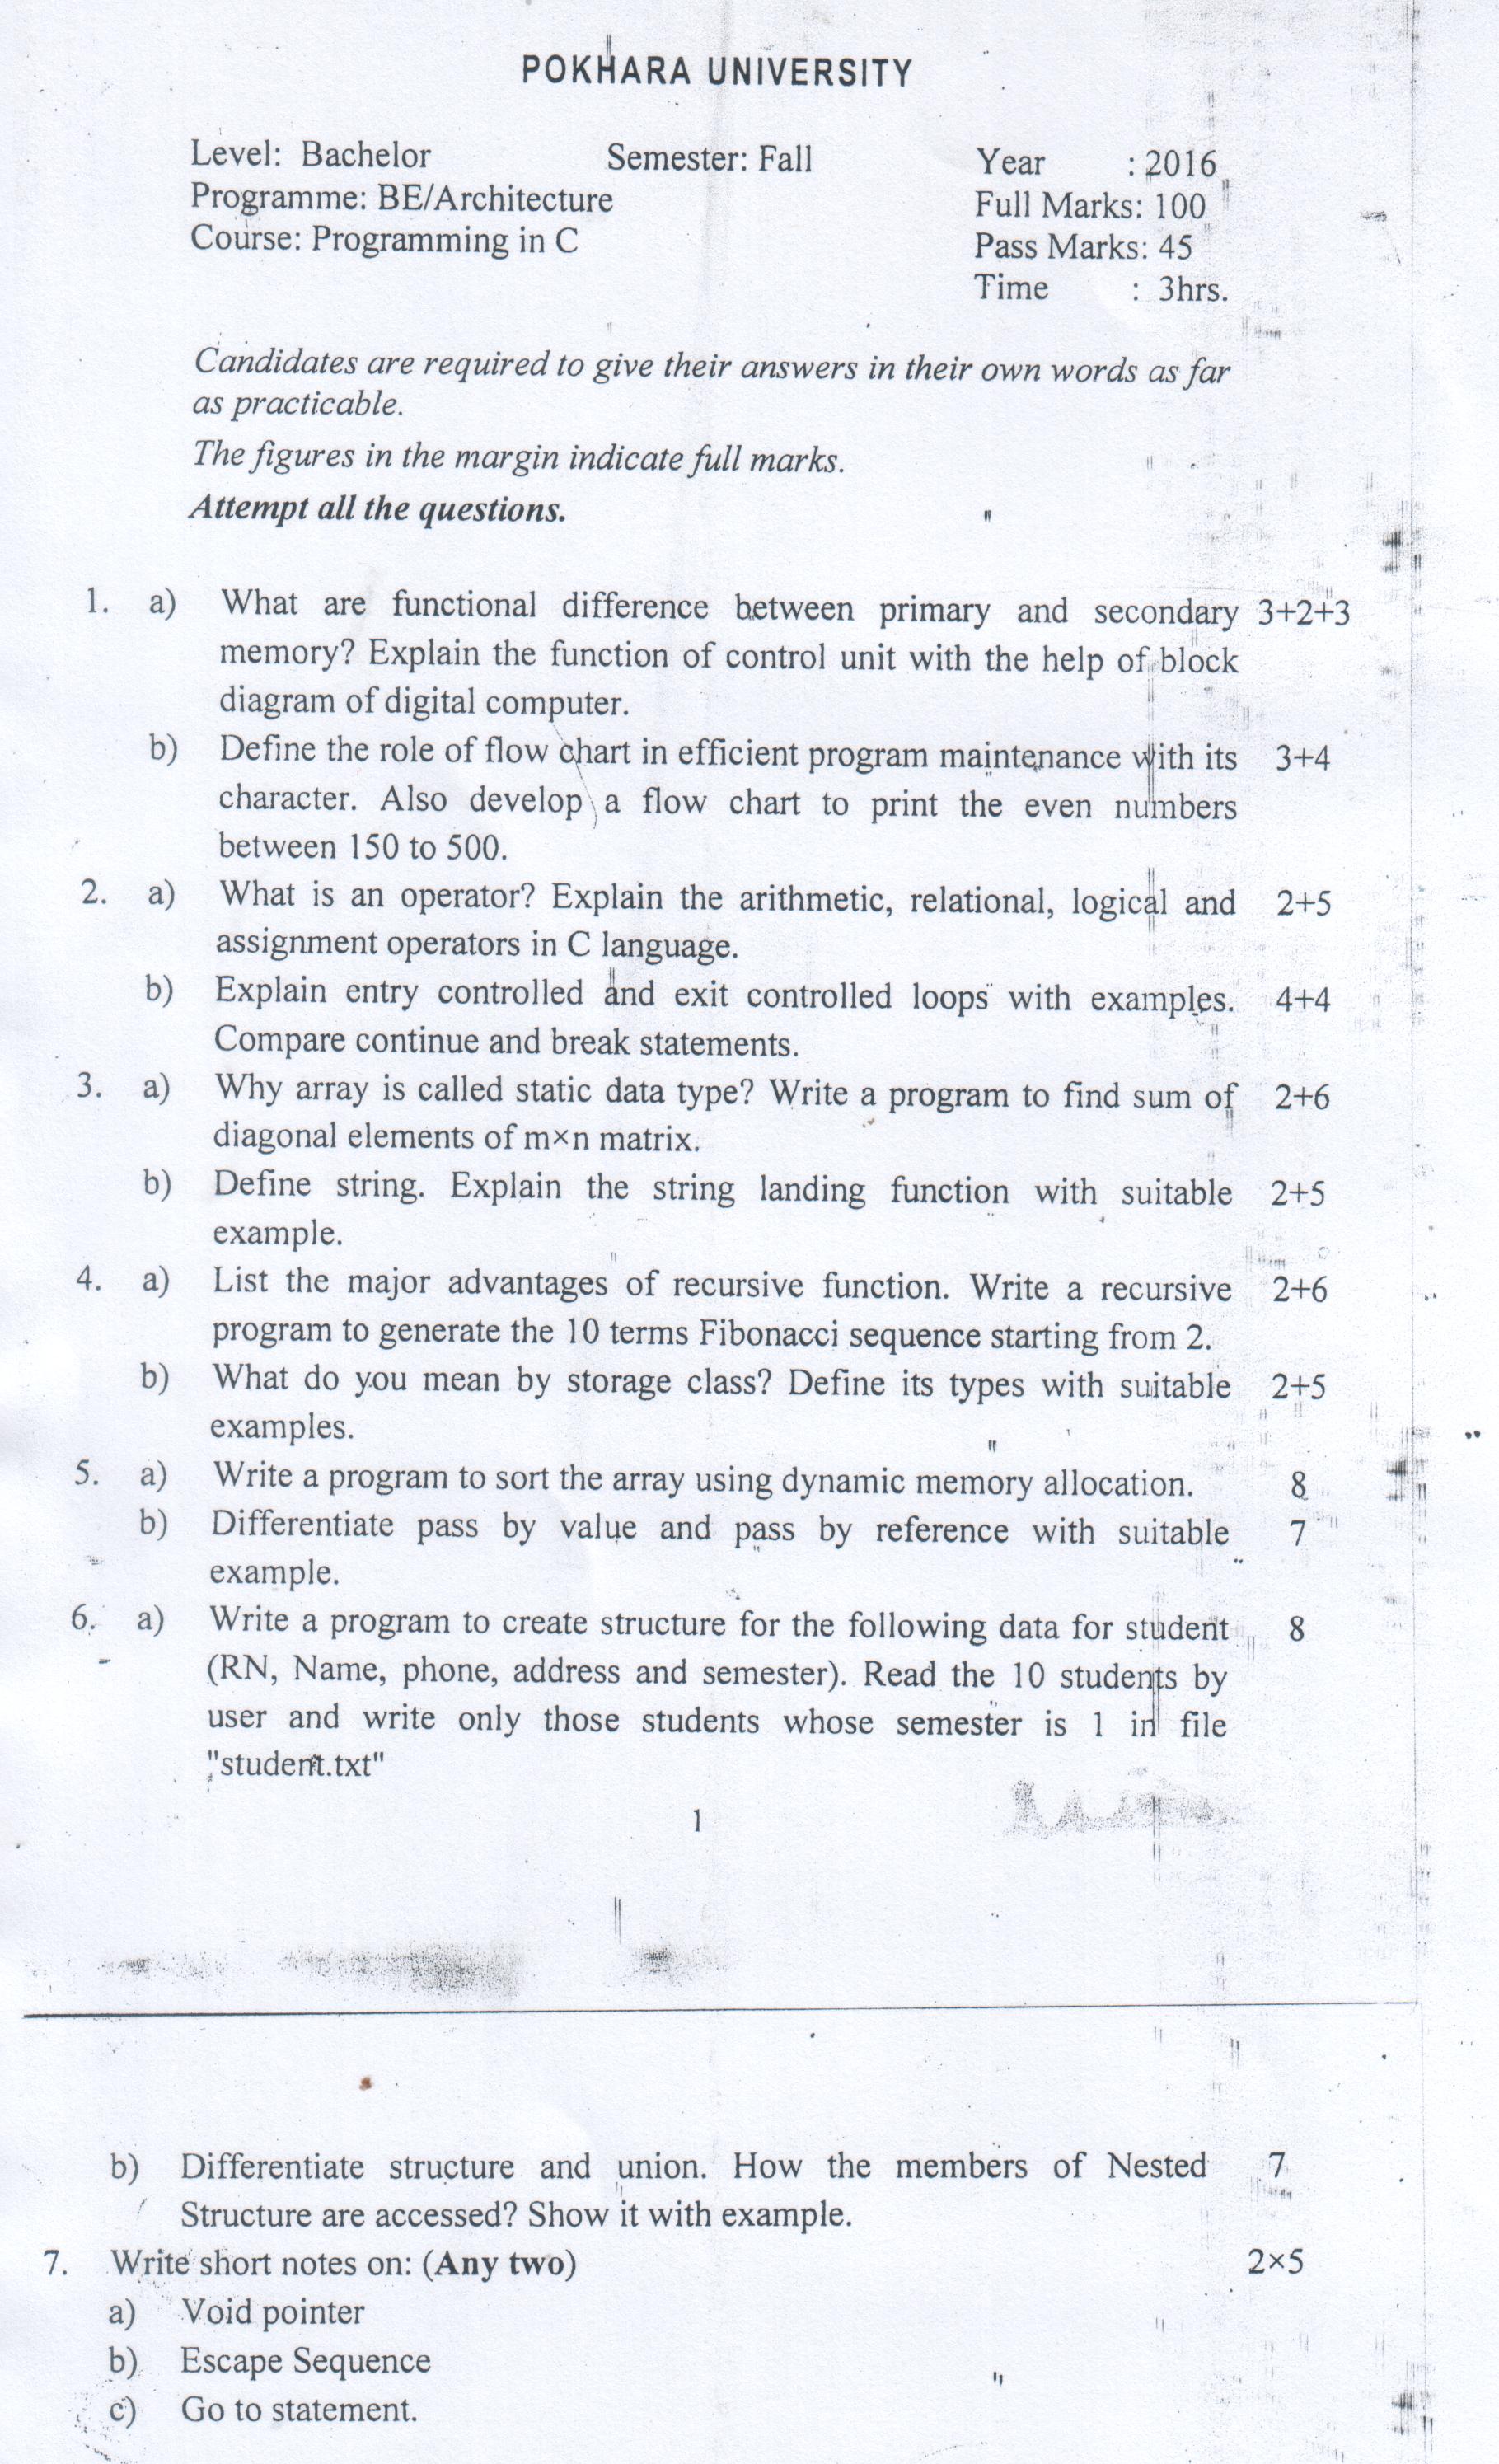 POKHARA UNIVERSITY
Level: Bachelor Semester: Fall Year : 2016
Programme: BE/Architecture Full Marks: 100
Course: Programming in C Pass Marks: 45
Time : 3hrs.
Candidates are required to give their answers in their own words as far
as practicable.
The figures in the margin indicate full marks.
Attempt all the questions.
1. a) What are functional difference between primary and secondary 3+2+3
memory? Explain the function of control unit with the help of block
diagram of digital computer.
b) Define the role of flow chart in efficient program maintenance with its 3+4
character. Also develop a flow chart to print the even numbers
between 150 to 500.
2. a) What is an operator? Explain the arithmetic, relational, logical and 2+5
assignment operators in C language.
b) Explain entry controlled and exit controlled loops with examples. 4+4
Compare continue and break statements.
3. a) Why array is called static data type? Write a program to find sum of 2+6
diagonal elements of m×n matrix.
b) Define string. Explain the string landing function with suitable 2+5
example.
4. a) List the major advantages of recursive function. Write a recursive 2+6
program to generate the 10 terms Fibonacci sequence starting from 2.
b) What do you mean by storage class? Define its types with suitable 2+5
examples.
5. a) Write a program to sort the array using dynamic memory allocation. 8
b) Differentiate pass by value and pass by reference with suitable 7
example.
6. a) Write a program to create structure for the following data for student 8
(RN, Name, phone, address and semester). Read the 10 students by
user and write only those students whose semester is 1 in file
"student.txt"
1
b) Differentiate structure and union. How the members of Nested 7
Structure are accessed? Show it with example.
7. Write short notes on: (Any two) 2×5
a) Void pointer
b) Escape Sequence
c) Go to statement.